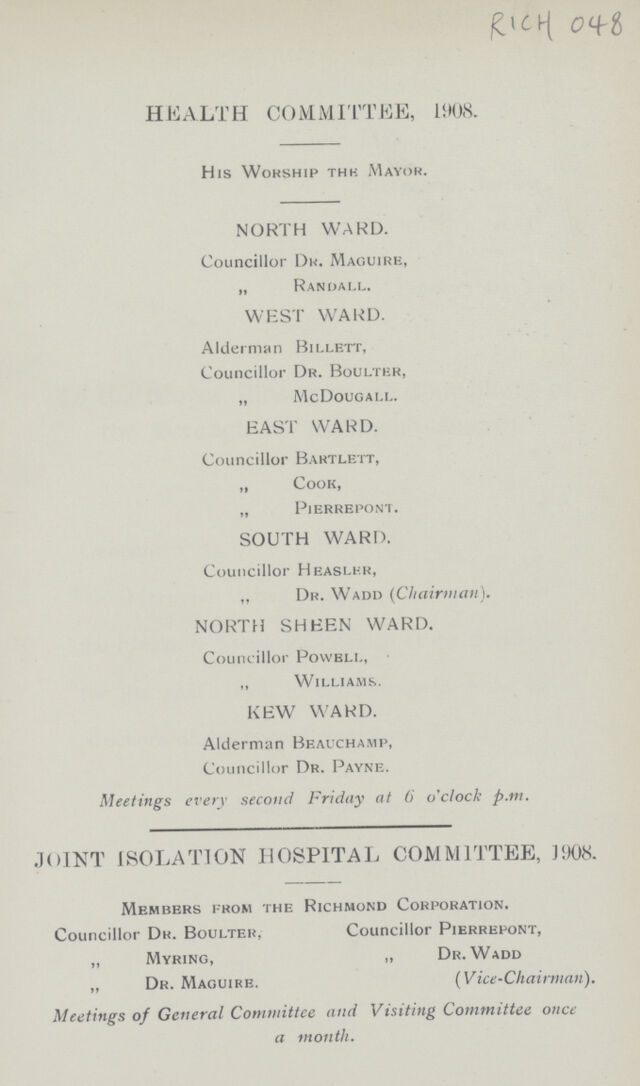 RICH 048
HEALTH COMMITTEE, 1908.
HIS WORSHIP THE MAYOR.
NORTH WARD.
Councillor DR. MAGUIRE,
„ RANDALL.
WEST WARD.
Alderman BILLETT,
Councillor DR. BOULTER,
„ McDOUGALL.
EAST WARD.
Councillor BARTLETT,
„ COOK,
„ PIERREPONT.
SOUTH WARD.
Councillor HEASLER,
„ DR. WADD (Chairman).
NORTH SHEEN WARD.
Councillor POWELL,
„ WILLIAMS.
KEW WARD.
Alderman BEAUCHAMP,
Councillor DR. PAYNE.
Meetings every second Friday at 6 o'clock p.m.
JOINT ISOLATION HOSPITAL COMMITTEE, 1908.
MEMBERS FROM THE RICHMOND CORPORATION.
Councillor DR. BOULTER, Councillor PIERREPONT,
„ MYRING, „ DR. WADD
„ DR. MAGUIRE. (Vice-Chairman).
Meetings of General Committee and Visiting Committee once
a month.